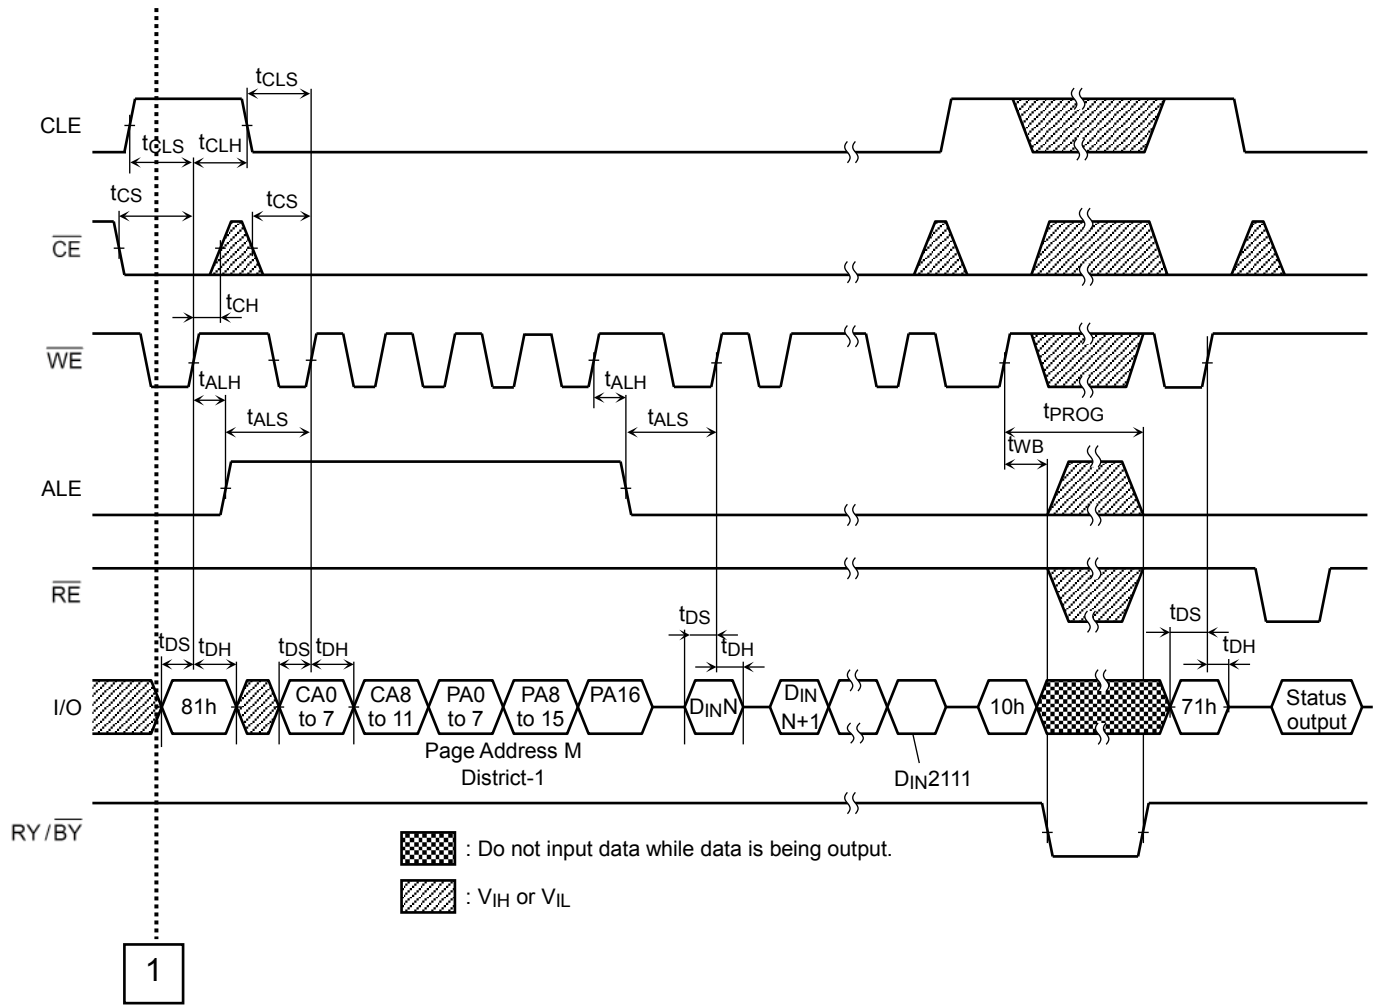 tCLS
CLE
tCLS
tCLH
tCS
tCS
CE
tCH
WE
tALH
tALH
tPROG
tALS
tALS
tWB
ALE
RE
tDS
tDS
tDS
tDH
tDS
tDH
tDH
tDH
I/O
81h
CA0
to 7
CA8
to 11
PA0
to 7
PA8
to 15
PA16
DINN
DIN
N+1
10h
71h
Status
output
Page Address M
District-1
DIN2111
RY/BY
: Do not input data while data is being output.
: VIH or VIL
1